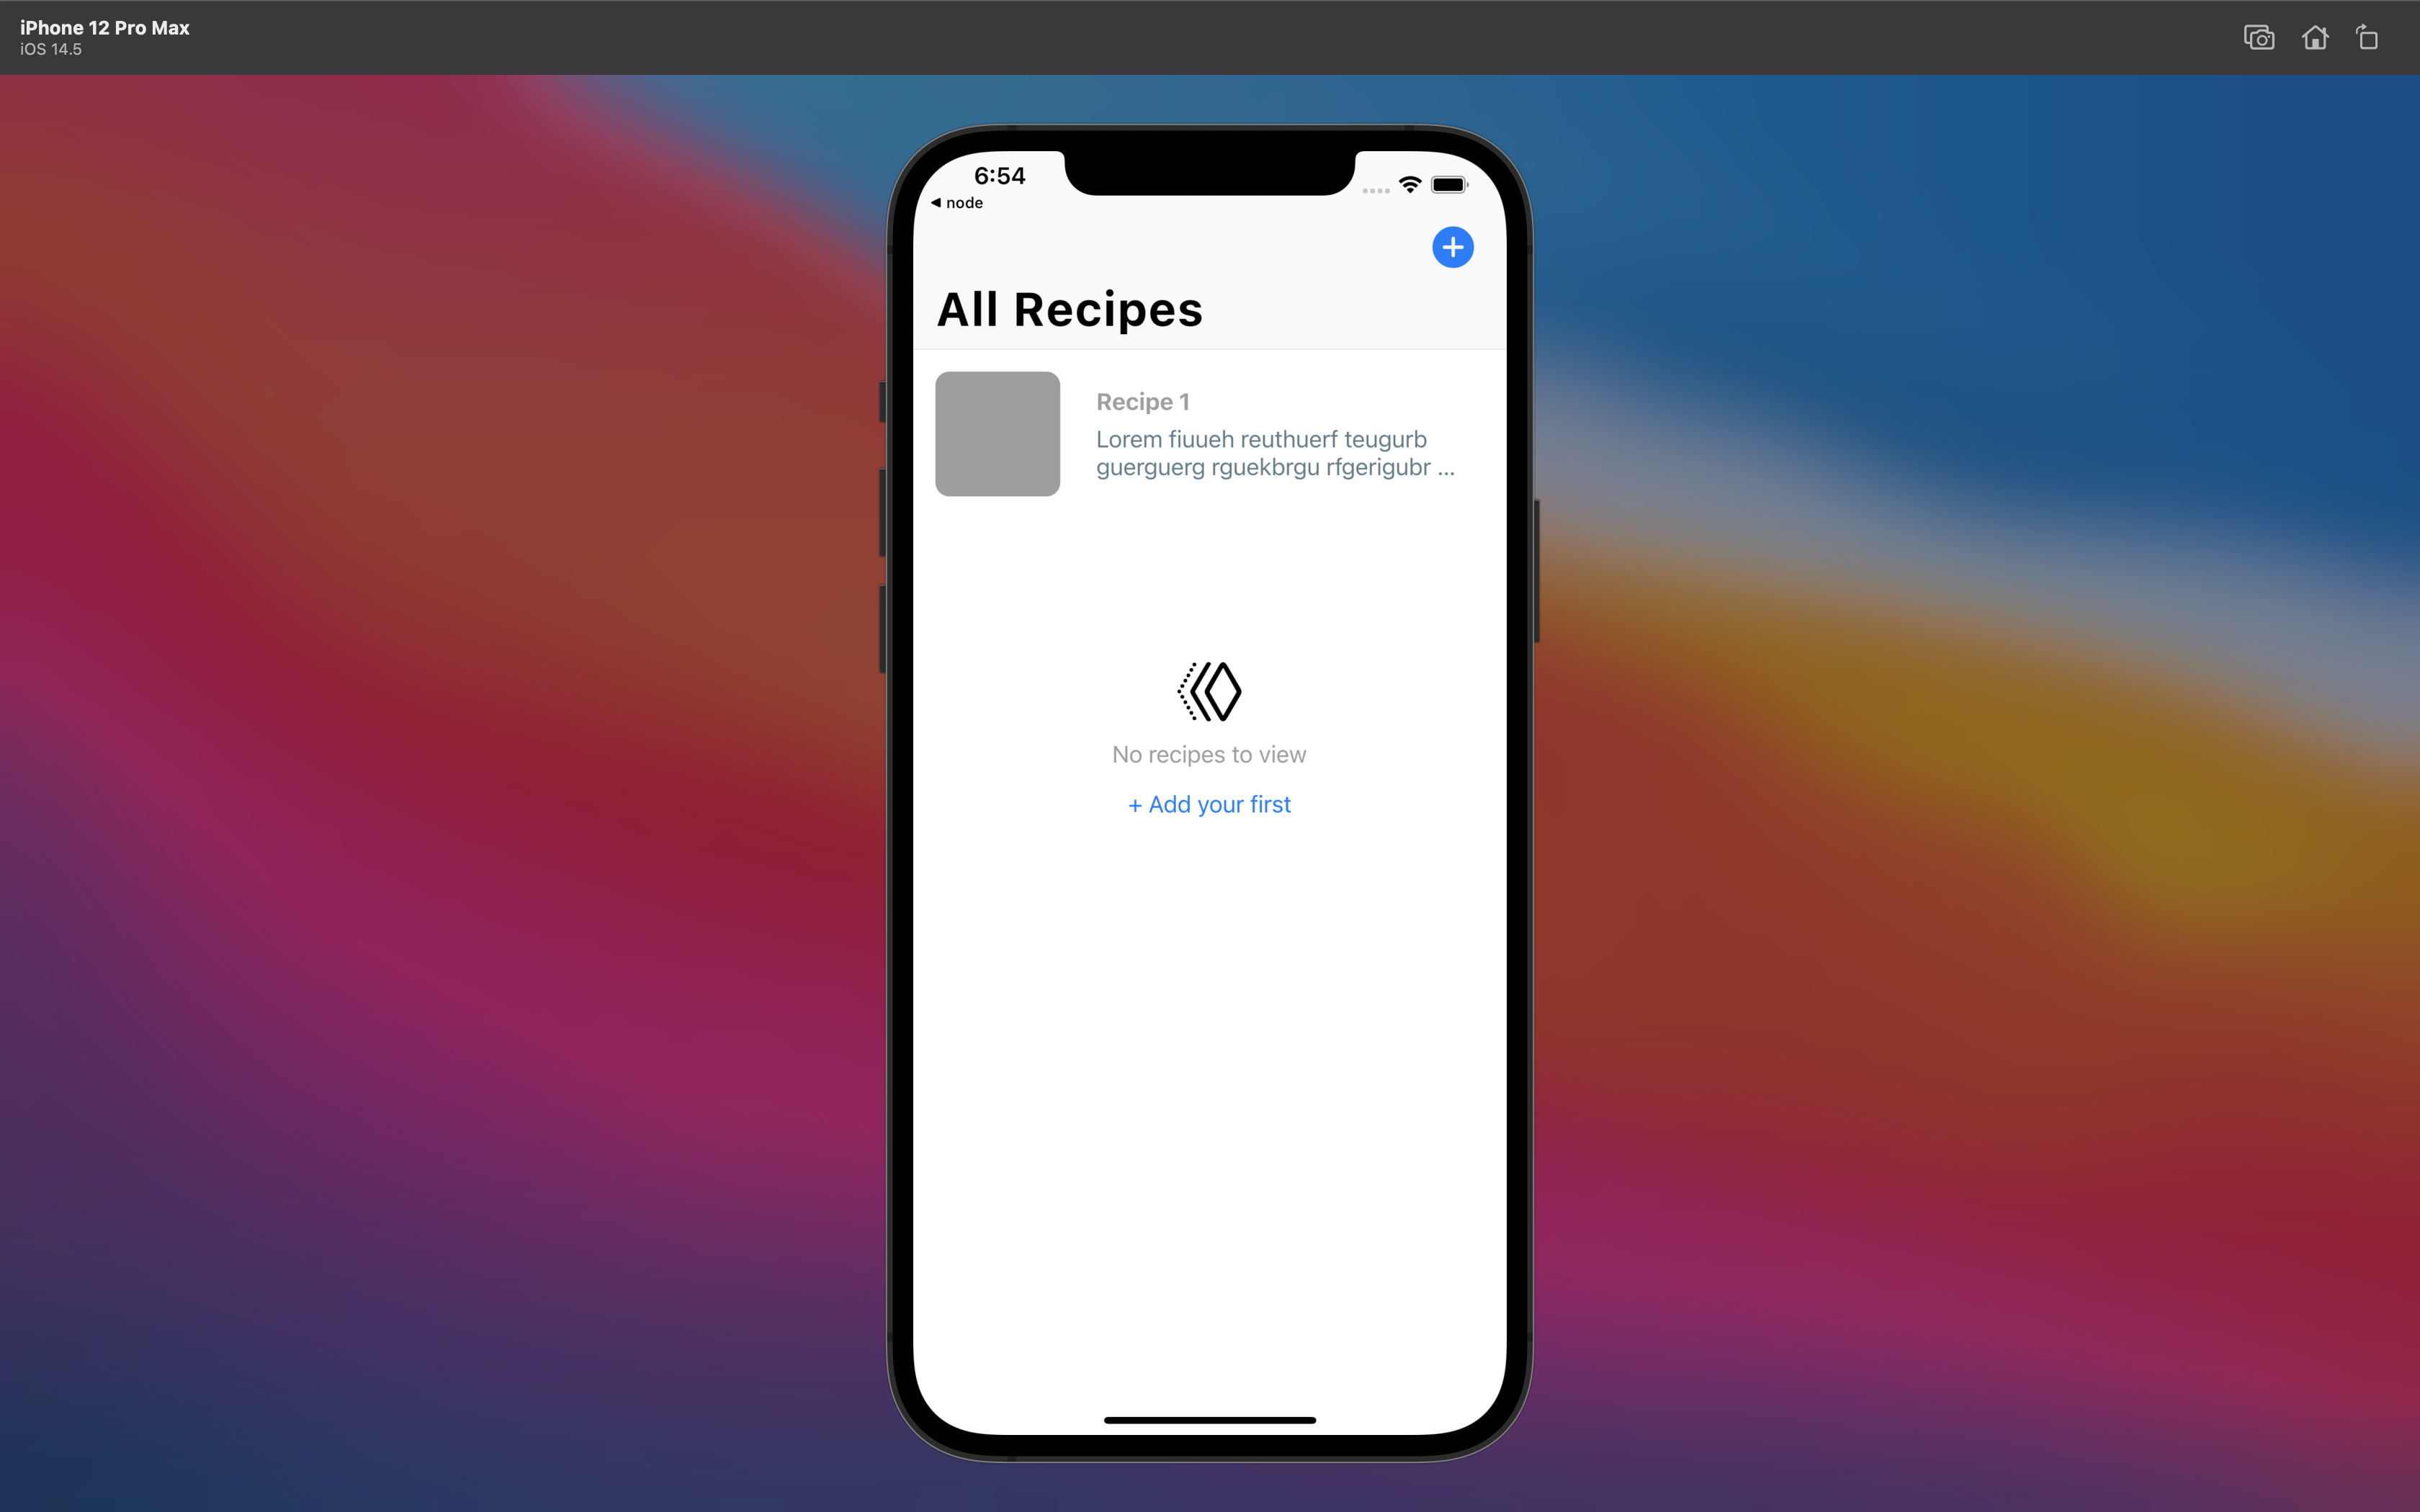 iPhone 12 Pro Max
iOS 14.5
6:54
◀ node
All Recipes
Recipe 1
Lorem fiuueh reuthuerf teugurb
guerguerg rguekbrgu rfgerigubr ...
No recipes to view
+ Add your first